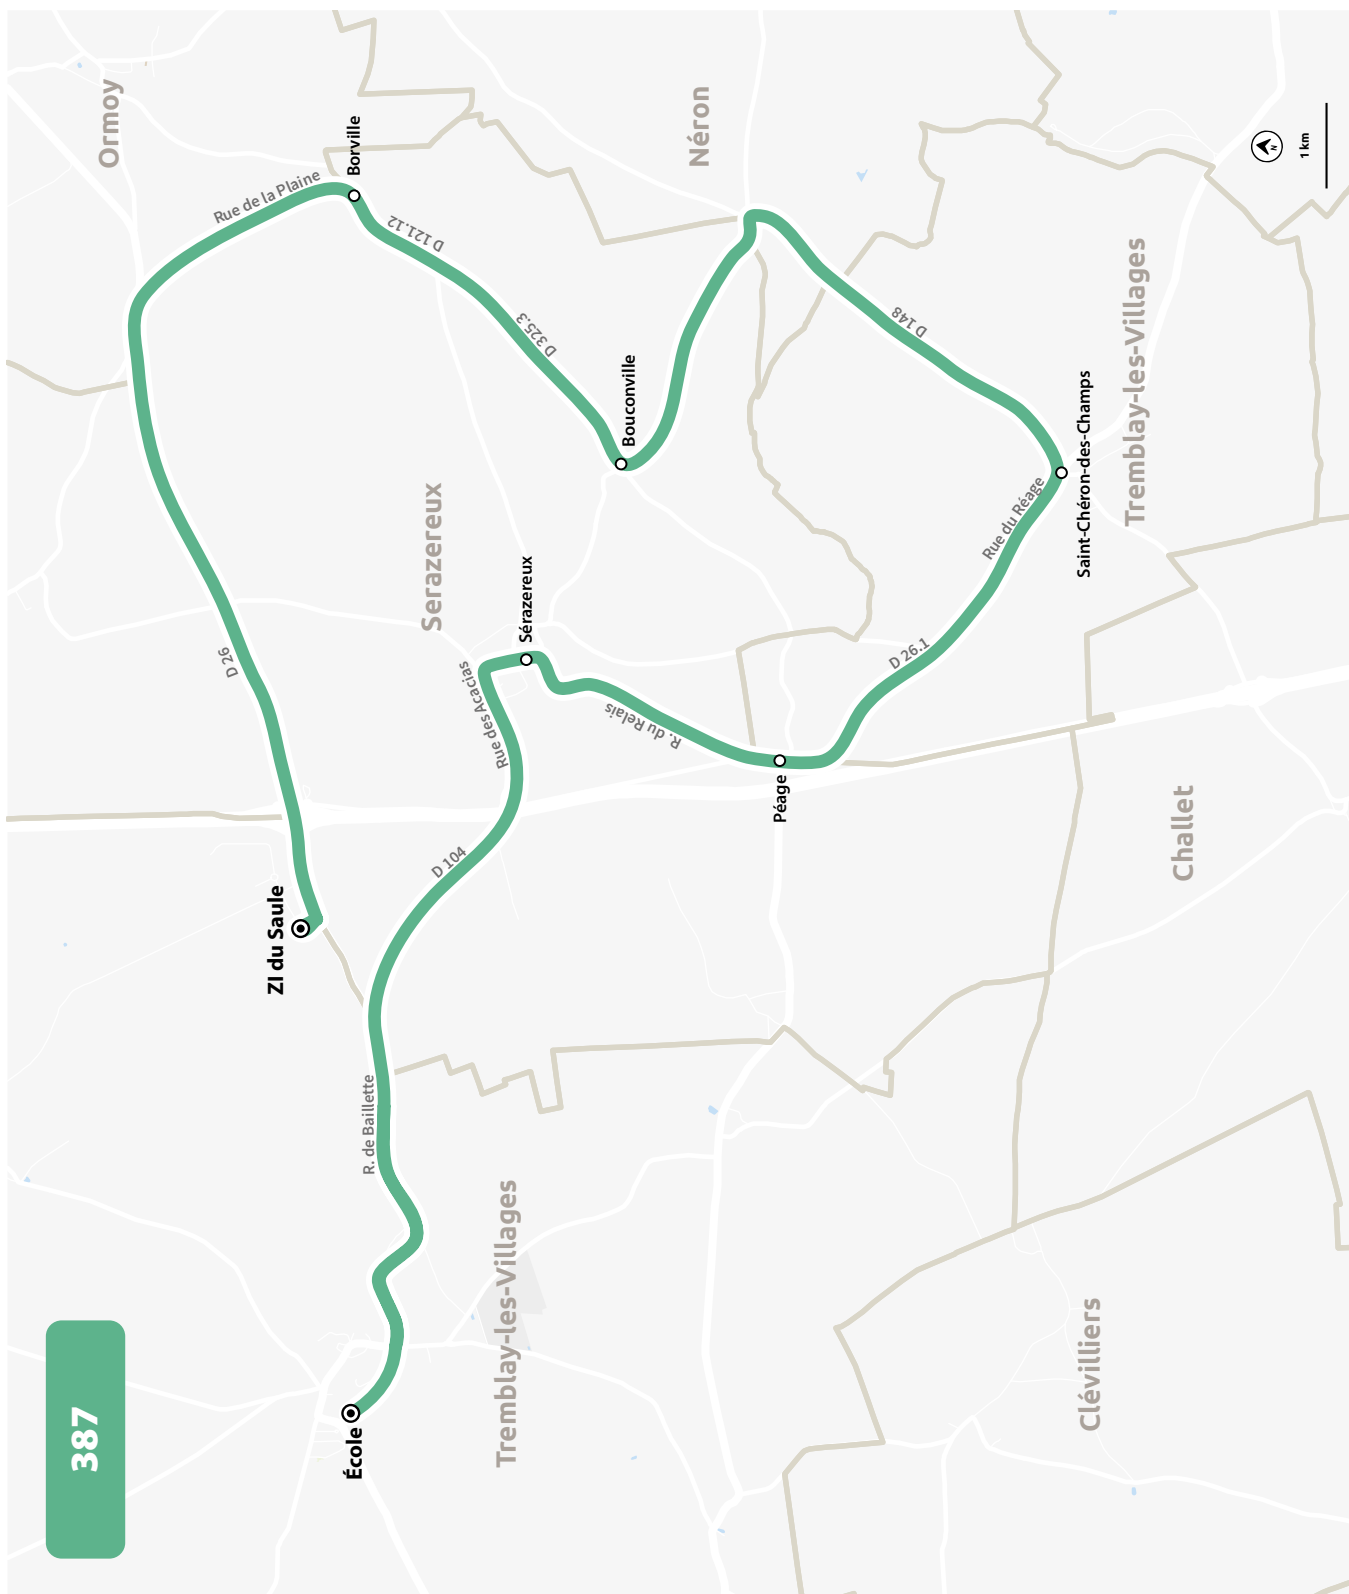 387
ZI du Saule
École
Borville
Bouconville
Sérazereux
Péage
Saint-Chéron-des-Champs
Ormoy
Néron
Serazereux
Tremblay-les-Villages
Tremblay-les-Villages
Challet
Clévilliers
Rue de la Plaine
D 121.12
D 325.3
D 148
Rue du Réage
D 26.1
R. du Relais
Rue des Acacias
D 104
R. de Baillette
D 26
N
1 km